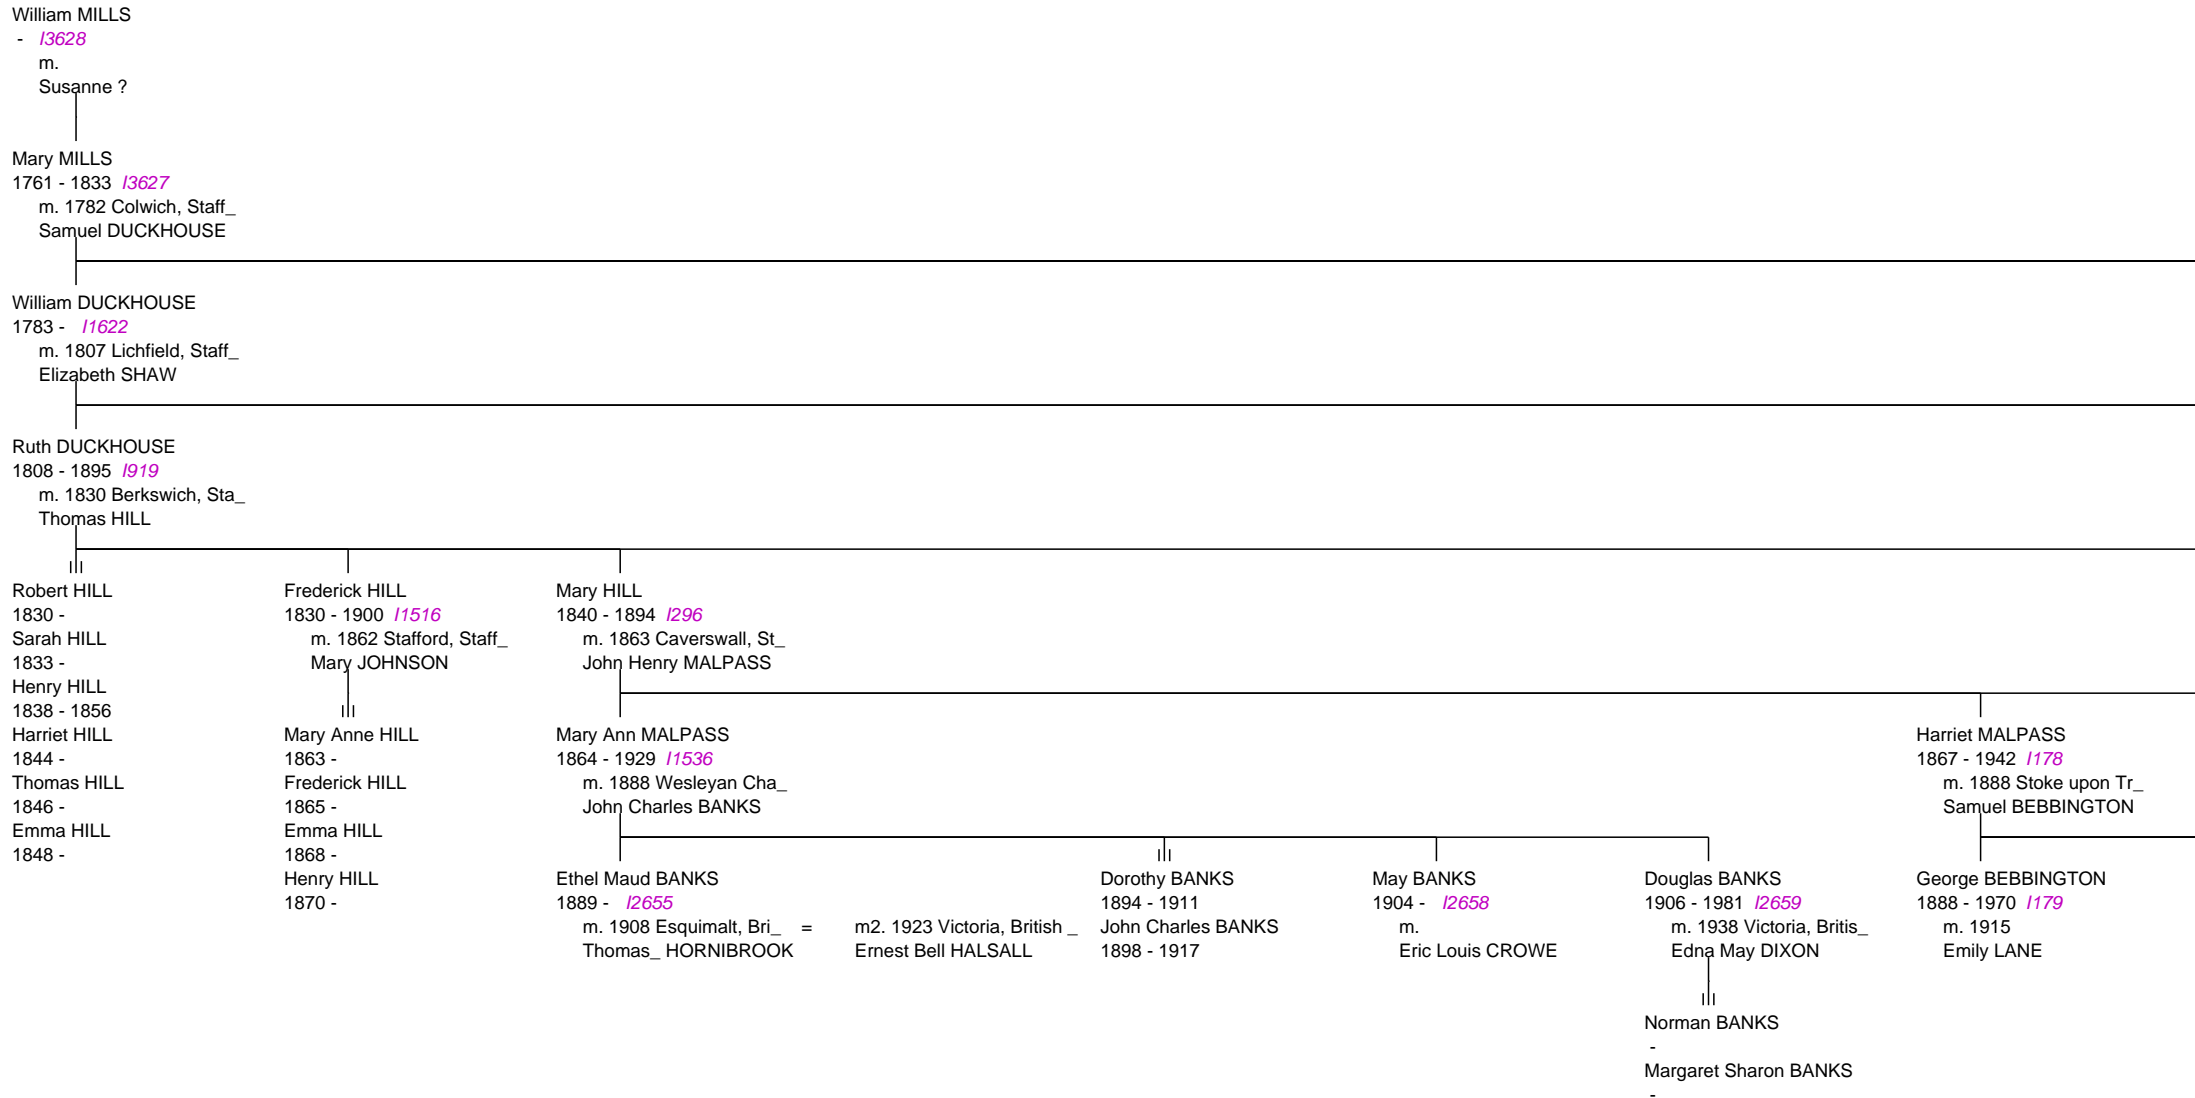 William MILLS
- I3628
m.
Susanne ?
Mary MILLS
1761 - 1833 I3627
m. 1782 Colwich, Staff_
Samuel DUCKHOUSE
William DUCKHOUSE
1783 - I1622
m. 1807 Lichfield, Staff_
Elizabeth SHAW
Ruth DUCKHOUSE
1808 - 1895 I919
m. 1830 Berkswich, Sta_
Thomas HILL
Robert HILL
1830 -
Sarah HILL
1833 -
Henry HILL
1838 - 1856
Harriet HILL
1844 -
Thomas HILL
1846 -
Emma HILL
1848 -
Frederick HILL
1830 - 1900 I1516
m. 1862 Stafford, Staff_
Mary JOHNSON
Mary Anne HILL
1863 -
Frederick HILL
1865 -
Emma HILL
1868 -
Henry HILL
1870 -
Mary HILL
1840 - 1894 I296
m. 1863 Caverswall, St_
John Henry MALPASS
Mary Ann MALPASS
1864 - 1929 I1536
m. 1888 Wesleyan Cha_
John Charles BANKS
Ethel Maud BANKS
1889 - I2655
m. 1908 Esquimalt, Bri_ =
Thomas_ HORNIBROOK
m2. 1923 Victoria, British _
Ernest Bell HALSALL
Dorothy BANKS
1894 - 1911
John Charles BANKS
1898 - 1917
May BANKS
1904 - I2658
m.
Eric Louis CROWE
Douglas BANKS
1906 - 1981 I2659
m. 1938 Victoria, Britis_
Edna May DIXON
Norman BANKS
-
Margaret Sharon BANKS
-
Harriet MALPASS
1867 - 1942 I178
m. 1888 Stoke upon Tr_
Samuel BEBBINGTON
George BEBBINGTON
1888 - 1970 I179
m. 1915
Emily LANE